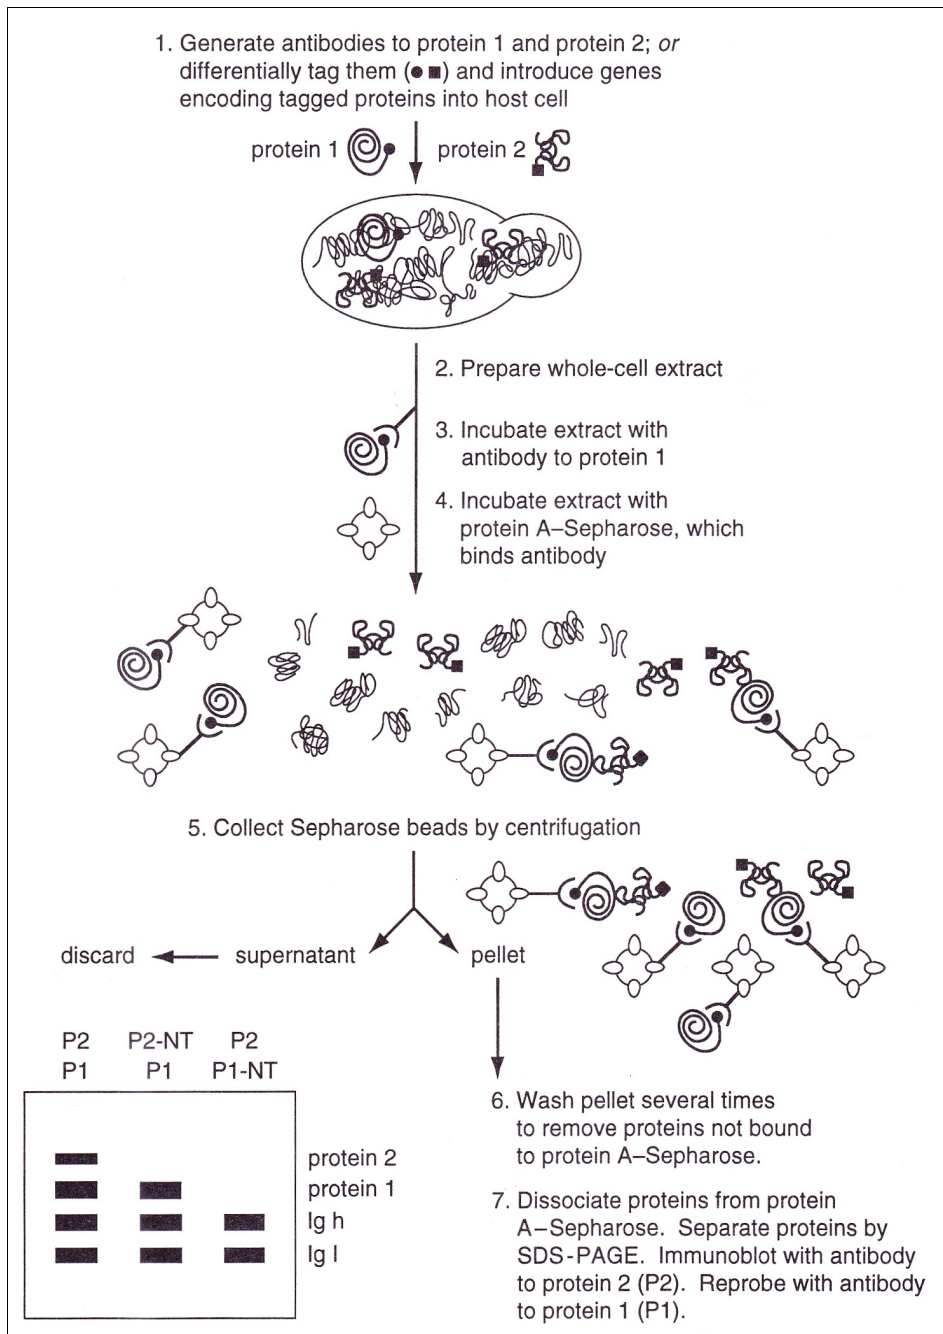 1. Generate antibodies to protein 1 and protein 2; or
differentially tag them (● ■) and introduce genes
encoding tagged proteins into host cell
protein 1
protein 2
2. Prepare whole-cell extract
3. Incubate extract with
antibody to protein 1
4. Incubate extract with
protein A–Sepharose, which
binds antibody
5. Collect Sepharose beads by centrifugation
discard
supernatant
pellet
P2 P2-NT P2
P1 P1 P1-NT
protein 2
protein 1
Ig h
Ig l
6. Wash pellet several times
to remove proteins not bound
to protein A–Sepharose.
7. Dissociate proteins from protein
A–Sepharose. Separate proteins by
SDS-PAGE. Immunoblot with antibody
to protein 2 (P2). Reprobe with antibody
to protein 1 (P1).